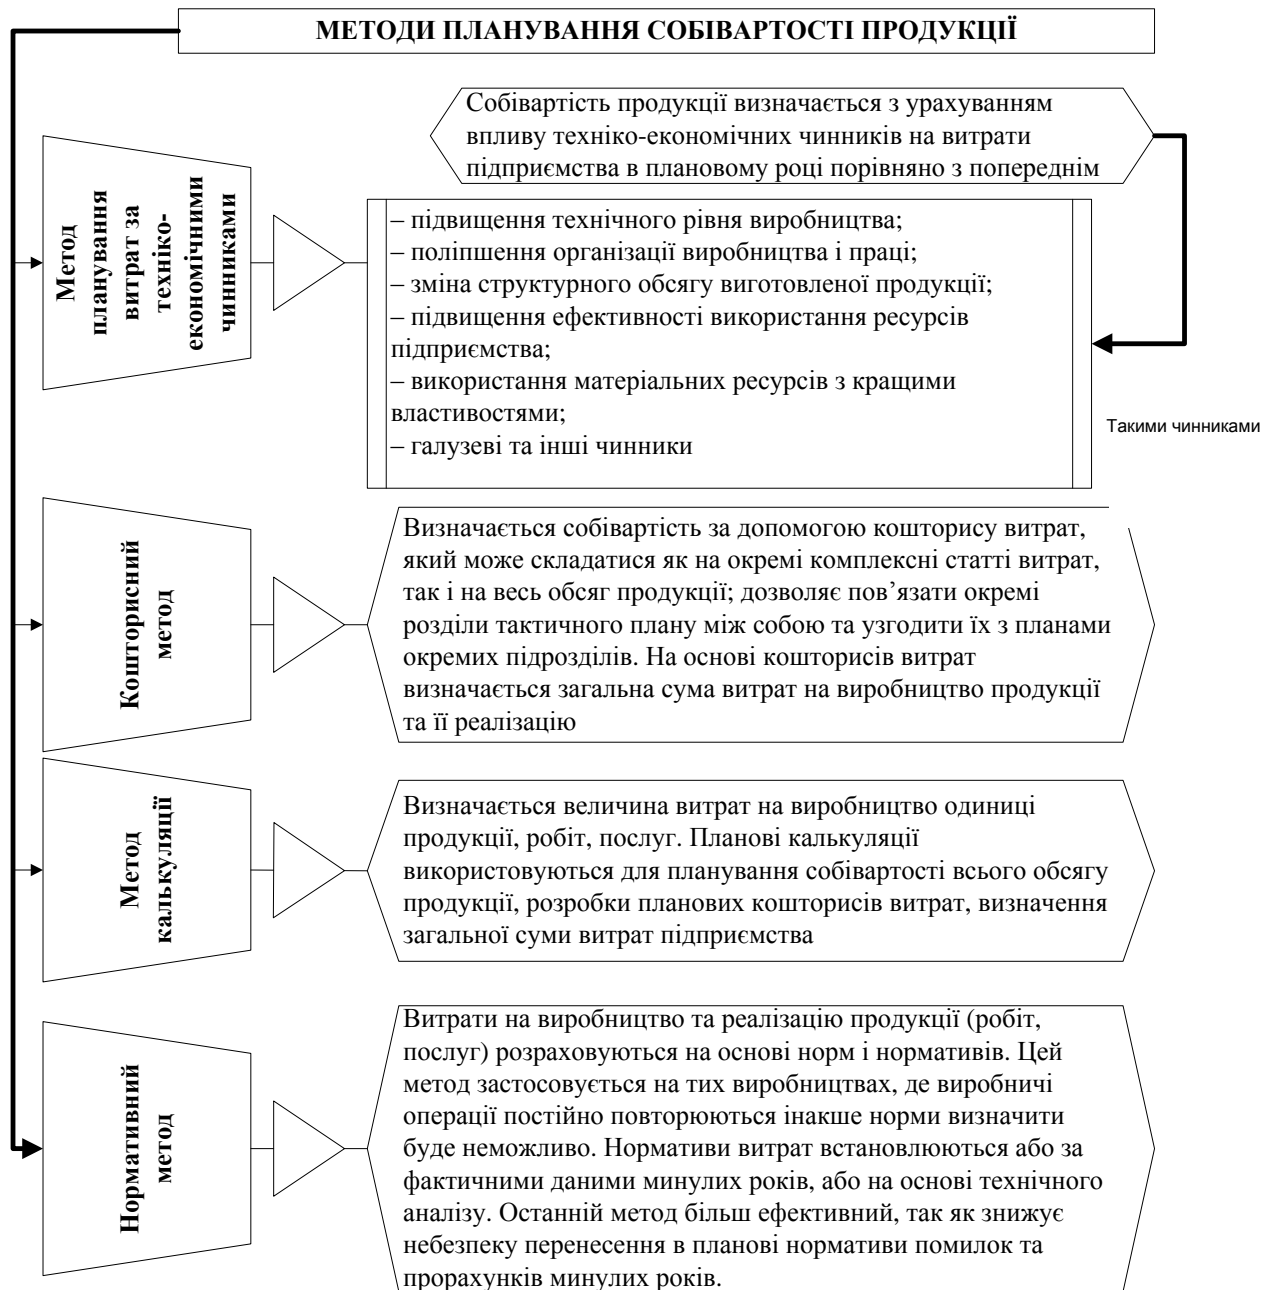 МЕТОДИ ПЛАНУВАННЯ СОБІВАРТОСТІ ПРОДУКЦІЇ
Собівартість продукції визначається з урахуванням
впливу техніко-економічних чинників на витрати
підприємства в плановому році порівняно з попереднім
Метод
планування
витрат за
техніко-
економічними
чинниками
– підвищення технічного рівня виробництва;
– поліпшення організації виробництва і праці;
– зміна структурного обсягу виготовленої продукції;
– підвищення ефективності використання ресурсів
підприємства;
– використання матеріальних ресурсів з кращими
властивостями;
– галузеві та інші чинники
Такими чинниками
Кошторисний
метод
Визначається собівартість за допомогою кошторису витрат,
який може складатися як на окремі комплексні статті витрат,
так і на весь обсяг продукції; дозволяє пов’язати окремі
розділи тактичного плану між собою та узгодити їх з планами
окремих підрозділів. На основі кошторисів витрат
визначається загальна сума витрат на виробництво продукції
та її реалізацію
Метод
калькуляції
Визначається величина витрат на виробництво одиниці
продукції, робіт, послуг. Планові калькуляції
використовуються для планування собівартості всього обсягу
продукції, розробки планових кошторисів витрат, визначення
загальної суми витрат підприємства
Нормативний
метод
Витрати на виробництво та реалізацію продукції (робіт,
послуг) розраховуються на основі норм і нормативів. Цей
метод застосовується на тих виробництвах, де виробничі
операції постійно повторюються інакше норми визначити
буде неможливо. Нормативи витрат встановлюються або за
фактичними даними минулих років, або на основі технічного
аналізу. Останній метод більш ефективний, так як знижує
небезпеку перенесення в планові нормативи помилок та
прорахунків минулих років.